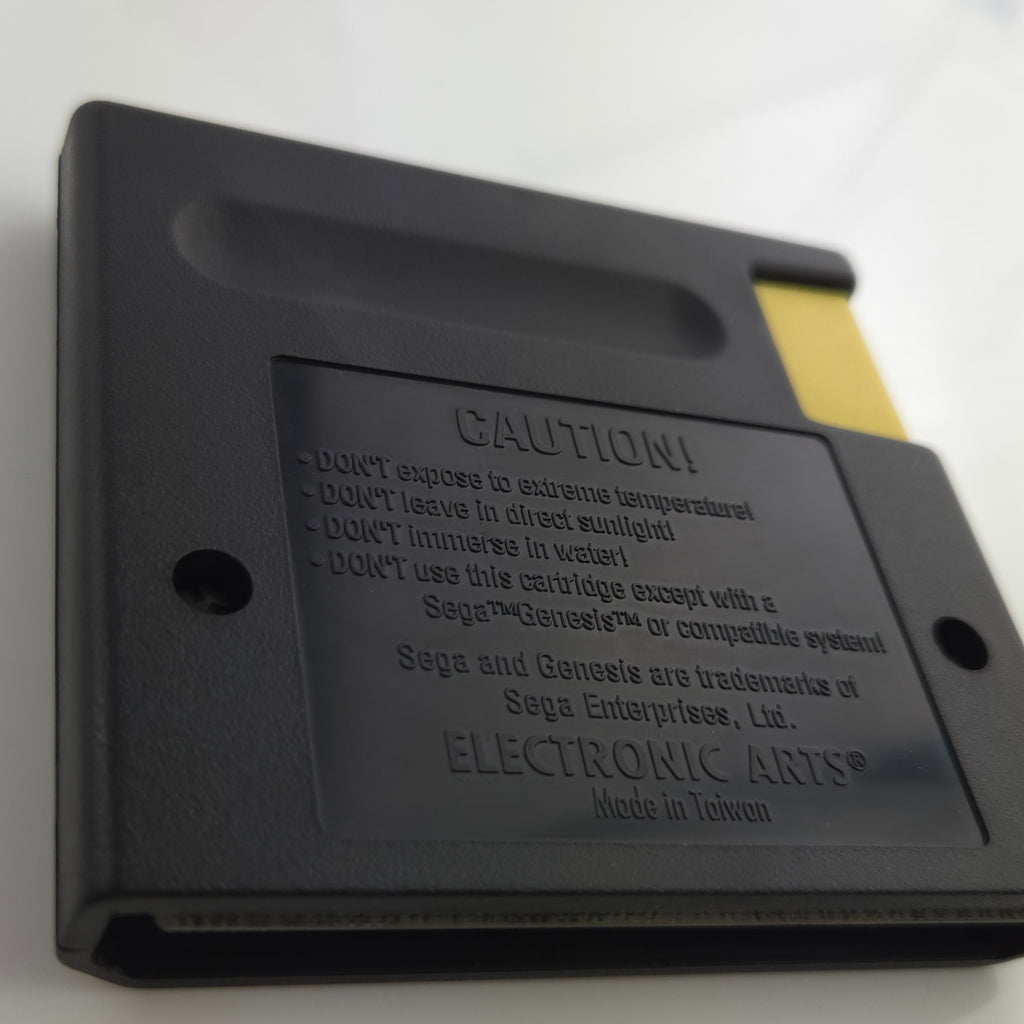 CAUTION!
• DON'T expose to extreme temperature!
• DON'T leave in direct sunlight!
• DON'T immerse in water!
• DON'T use this cartridge except with a
Sega™Genesis™ or compatible system!
Sega and Genesis are trademarks of
Sega Enterprises, Ltd.
ELECTRONIC ARTS®
Made in Taiwan